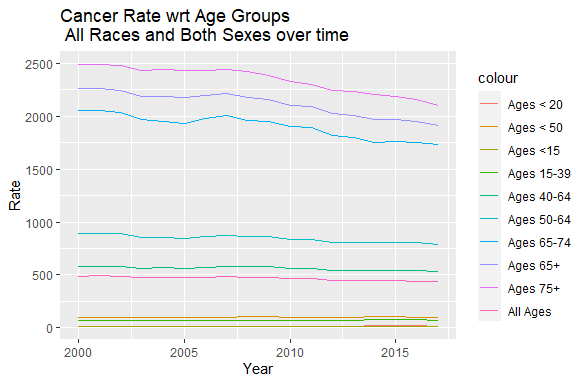 Cancer Rate wrt Age Groups
All Races and Both Sexes over time
2500
2000
1500
1000
500
0
Rate
2000
2005
2010
2015
Year
colour
Ages < 20
Ages < 50
Ages <15
Ages 15-39
Ages 40-64
Ages 50-64
Ages 65-74
Ages 65+
Ages 75+
All Ages